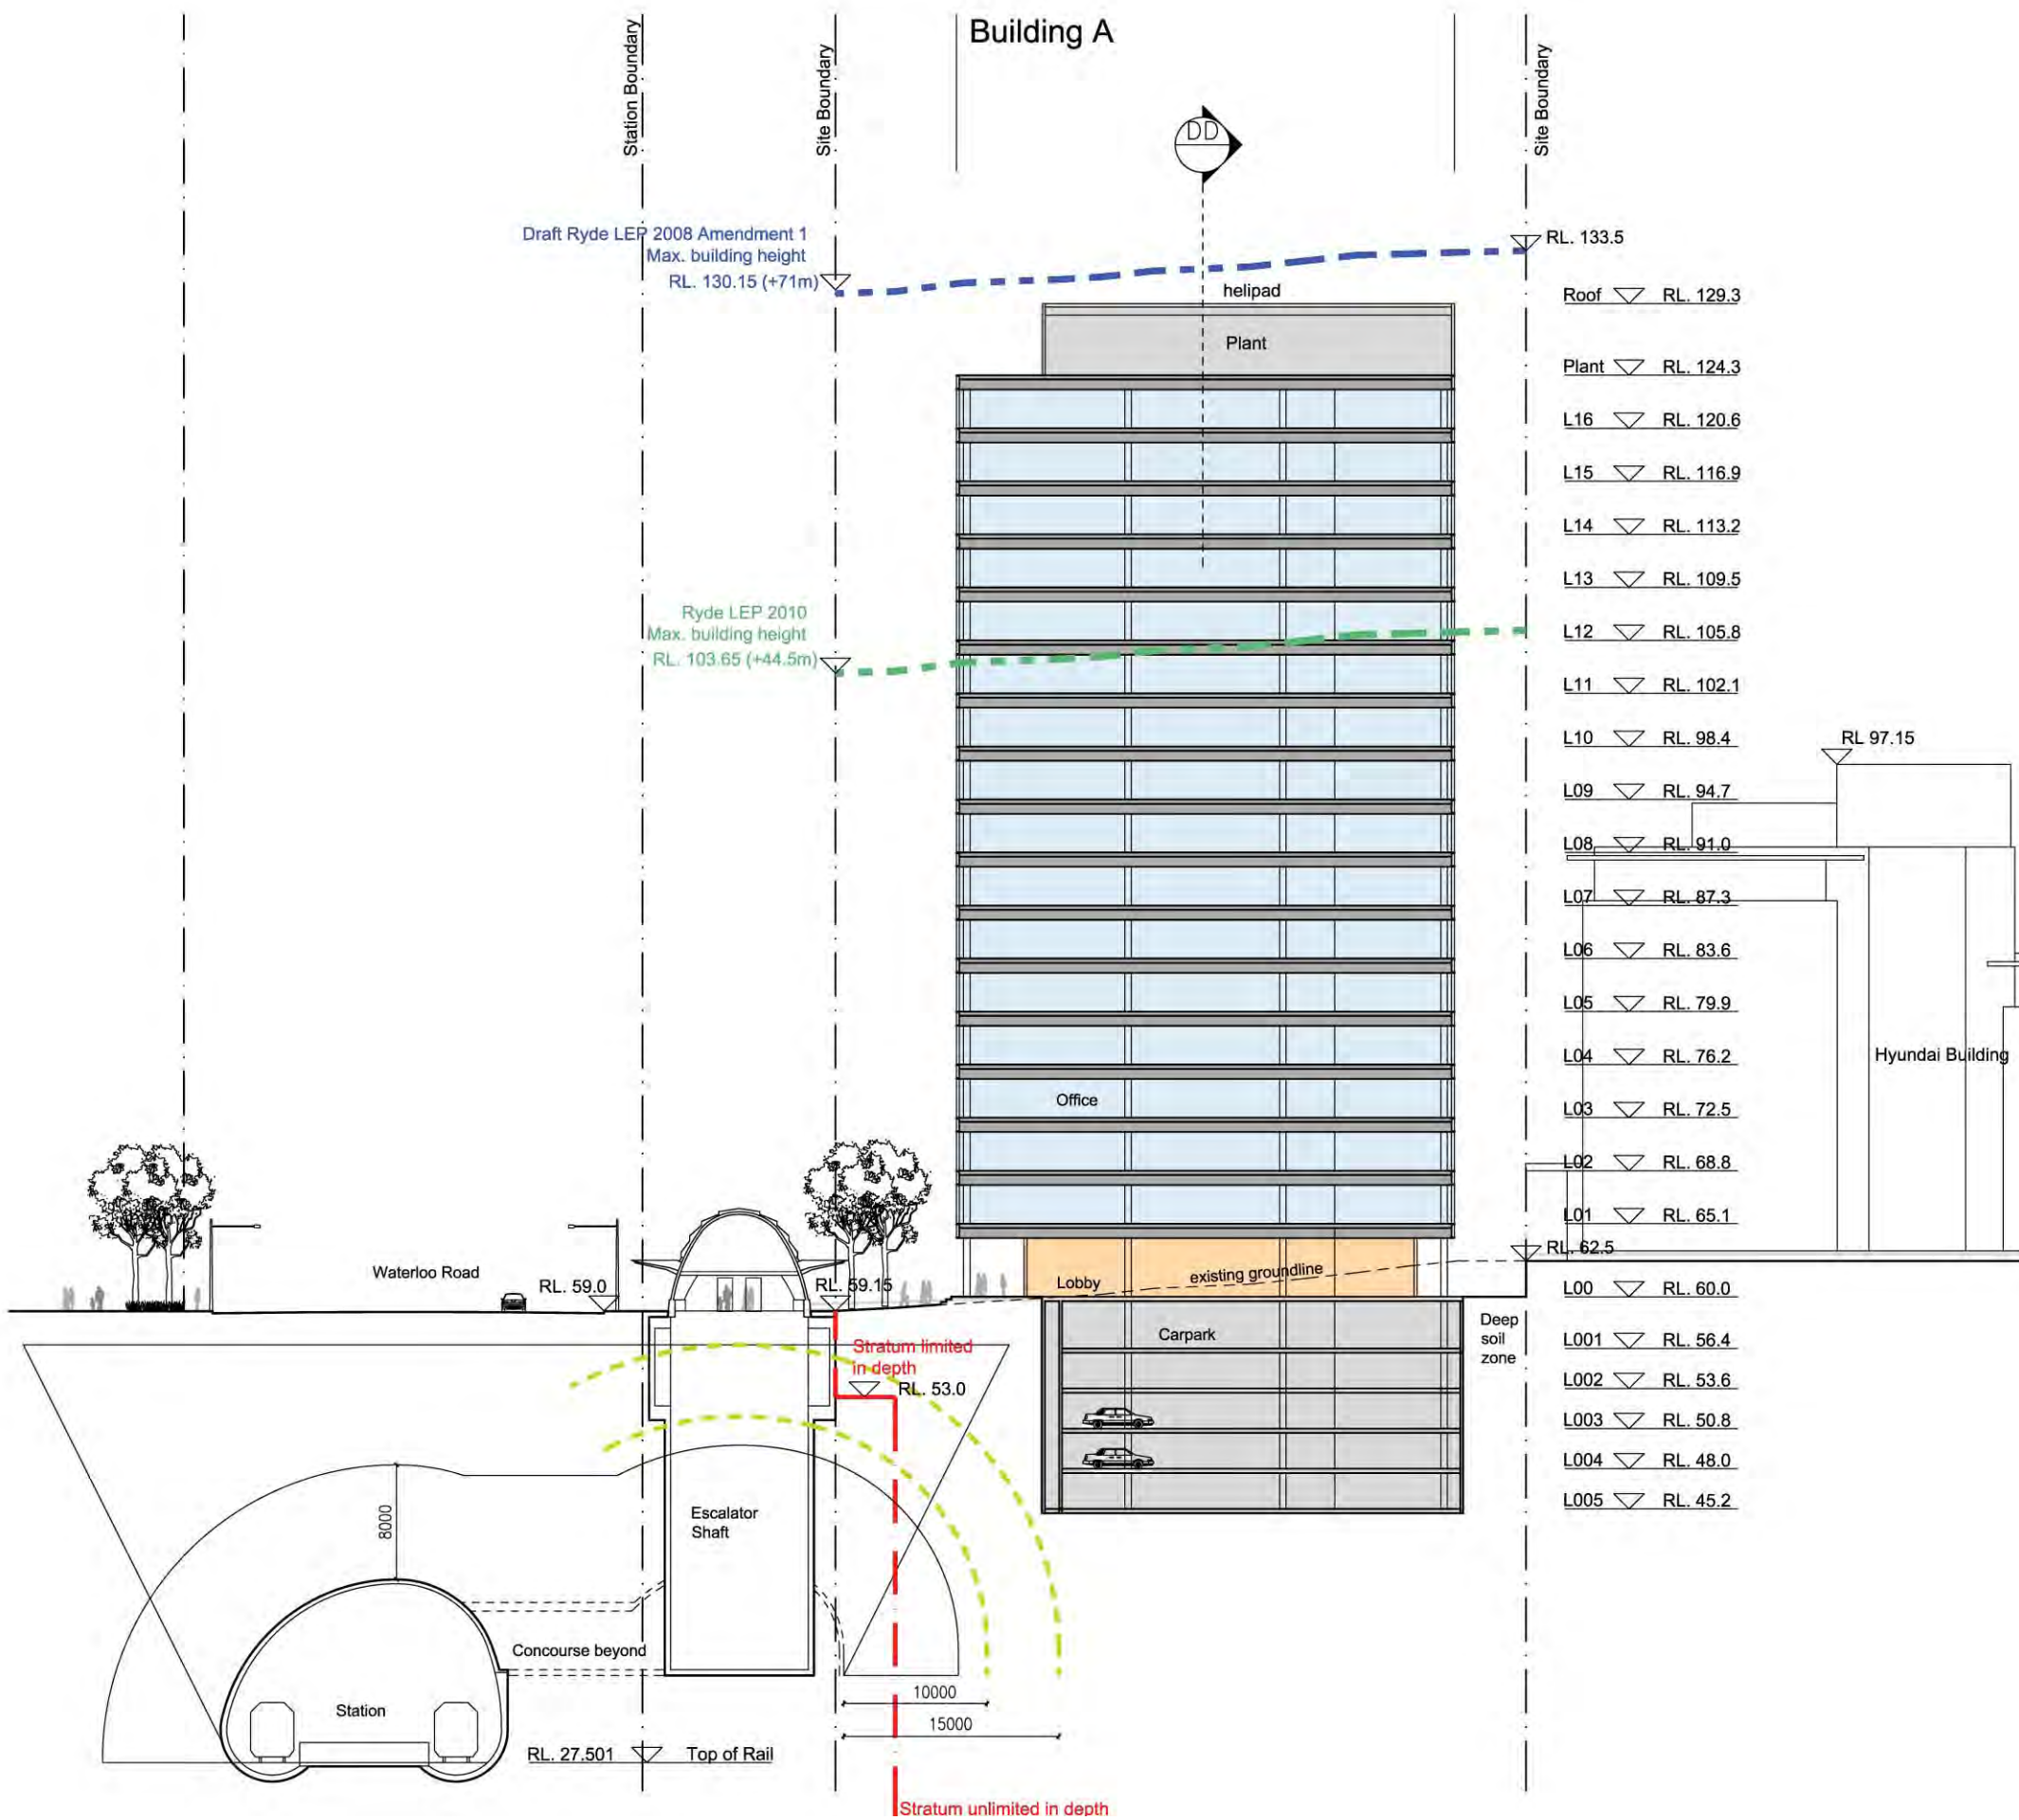 Building A
Station Boundary
Site Boundary
Site Boundary
DD
Draft Ryde LEP 2008 Amendment 1
Max. building height
RL. 130.15 (+71m)
RL. 133.5
helipad
Roof RL. 129.3
Plant
Plant RL. 124.3
L16 RL. 120.6
L15 RL. 116.9
L14 RL. 113.2
L13 RL. 109.5
Ryde LEP 2010
Max. building height
RL. 103.65 (+44.5m)
L12 RL. 105.8
L11 RL. 102.1
L10 RL. 98.4
RL 97.15
L09 RL. 94.7
L08 RL. 91.0
L07 RL. 87.3
L06 RL. 83.6
L05 RL. 79.9
L04 RL. 76.2
Hyundai Building
Office
L03 RL. 72.5
L02 RL. 68.8
L01 RL. 65.1
RL. 62.5
Waterloo Road
RL. 59.0
RL. 59.15
Lobby
existing groundline
L00 RL. 60.0
Carpark
Deep
soil
zone
Stratum limited
in depth
RL. 53.0
L001 RL. 56.4
L002 RL. 53.6
L003 RL. 50.8
L004 RL. 48.0
L005 RL. 45.2
8000
Escalator
Shaft
Concourse beyond
Station
10000
15000
RL. 27.501 Top of Rail
Stratum unlimited in depth